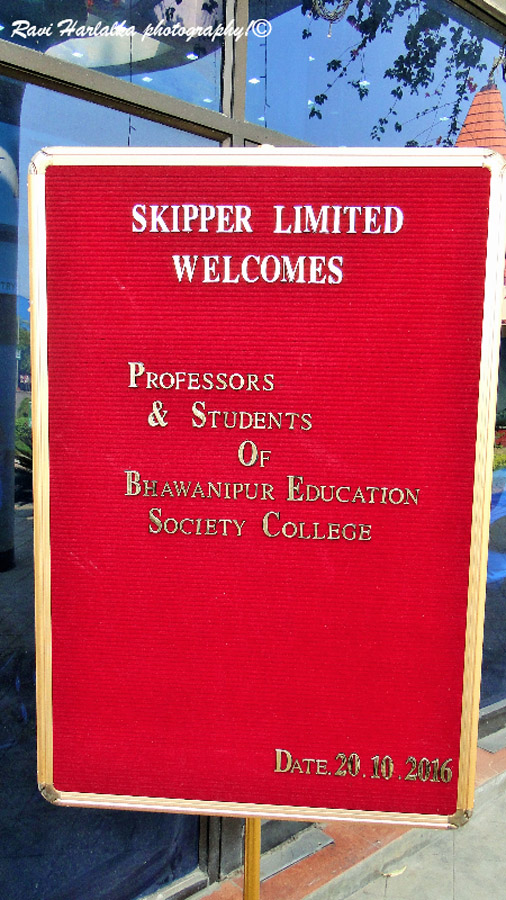 Ravi Harlalka photography!©
SKIPPER LIMITED
WELCOMES
PROFESSORS
& STUDENTS
OF
BHAWANIPUR EDUCATION
SOCIETY COLLEGE
DATE.20.10.2016